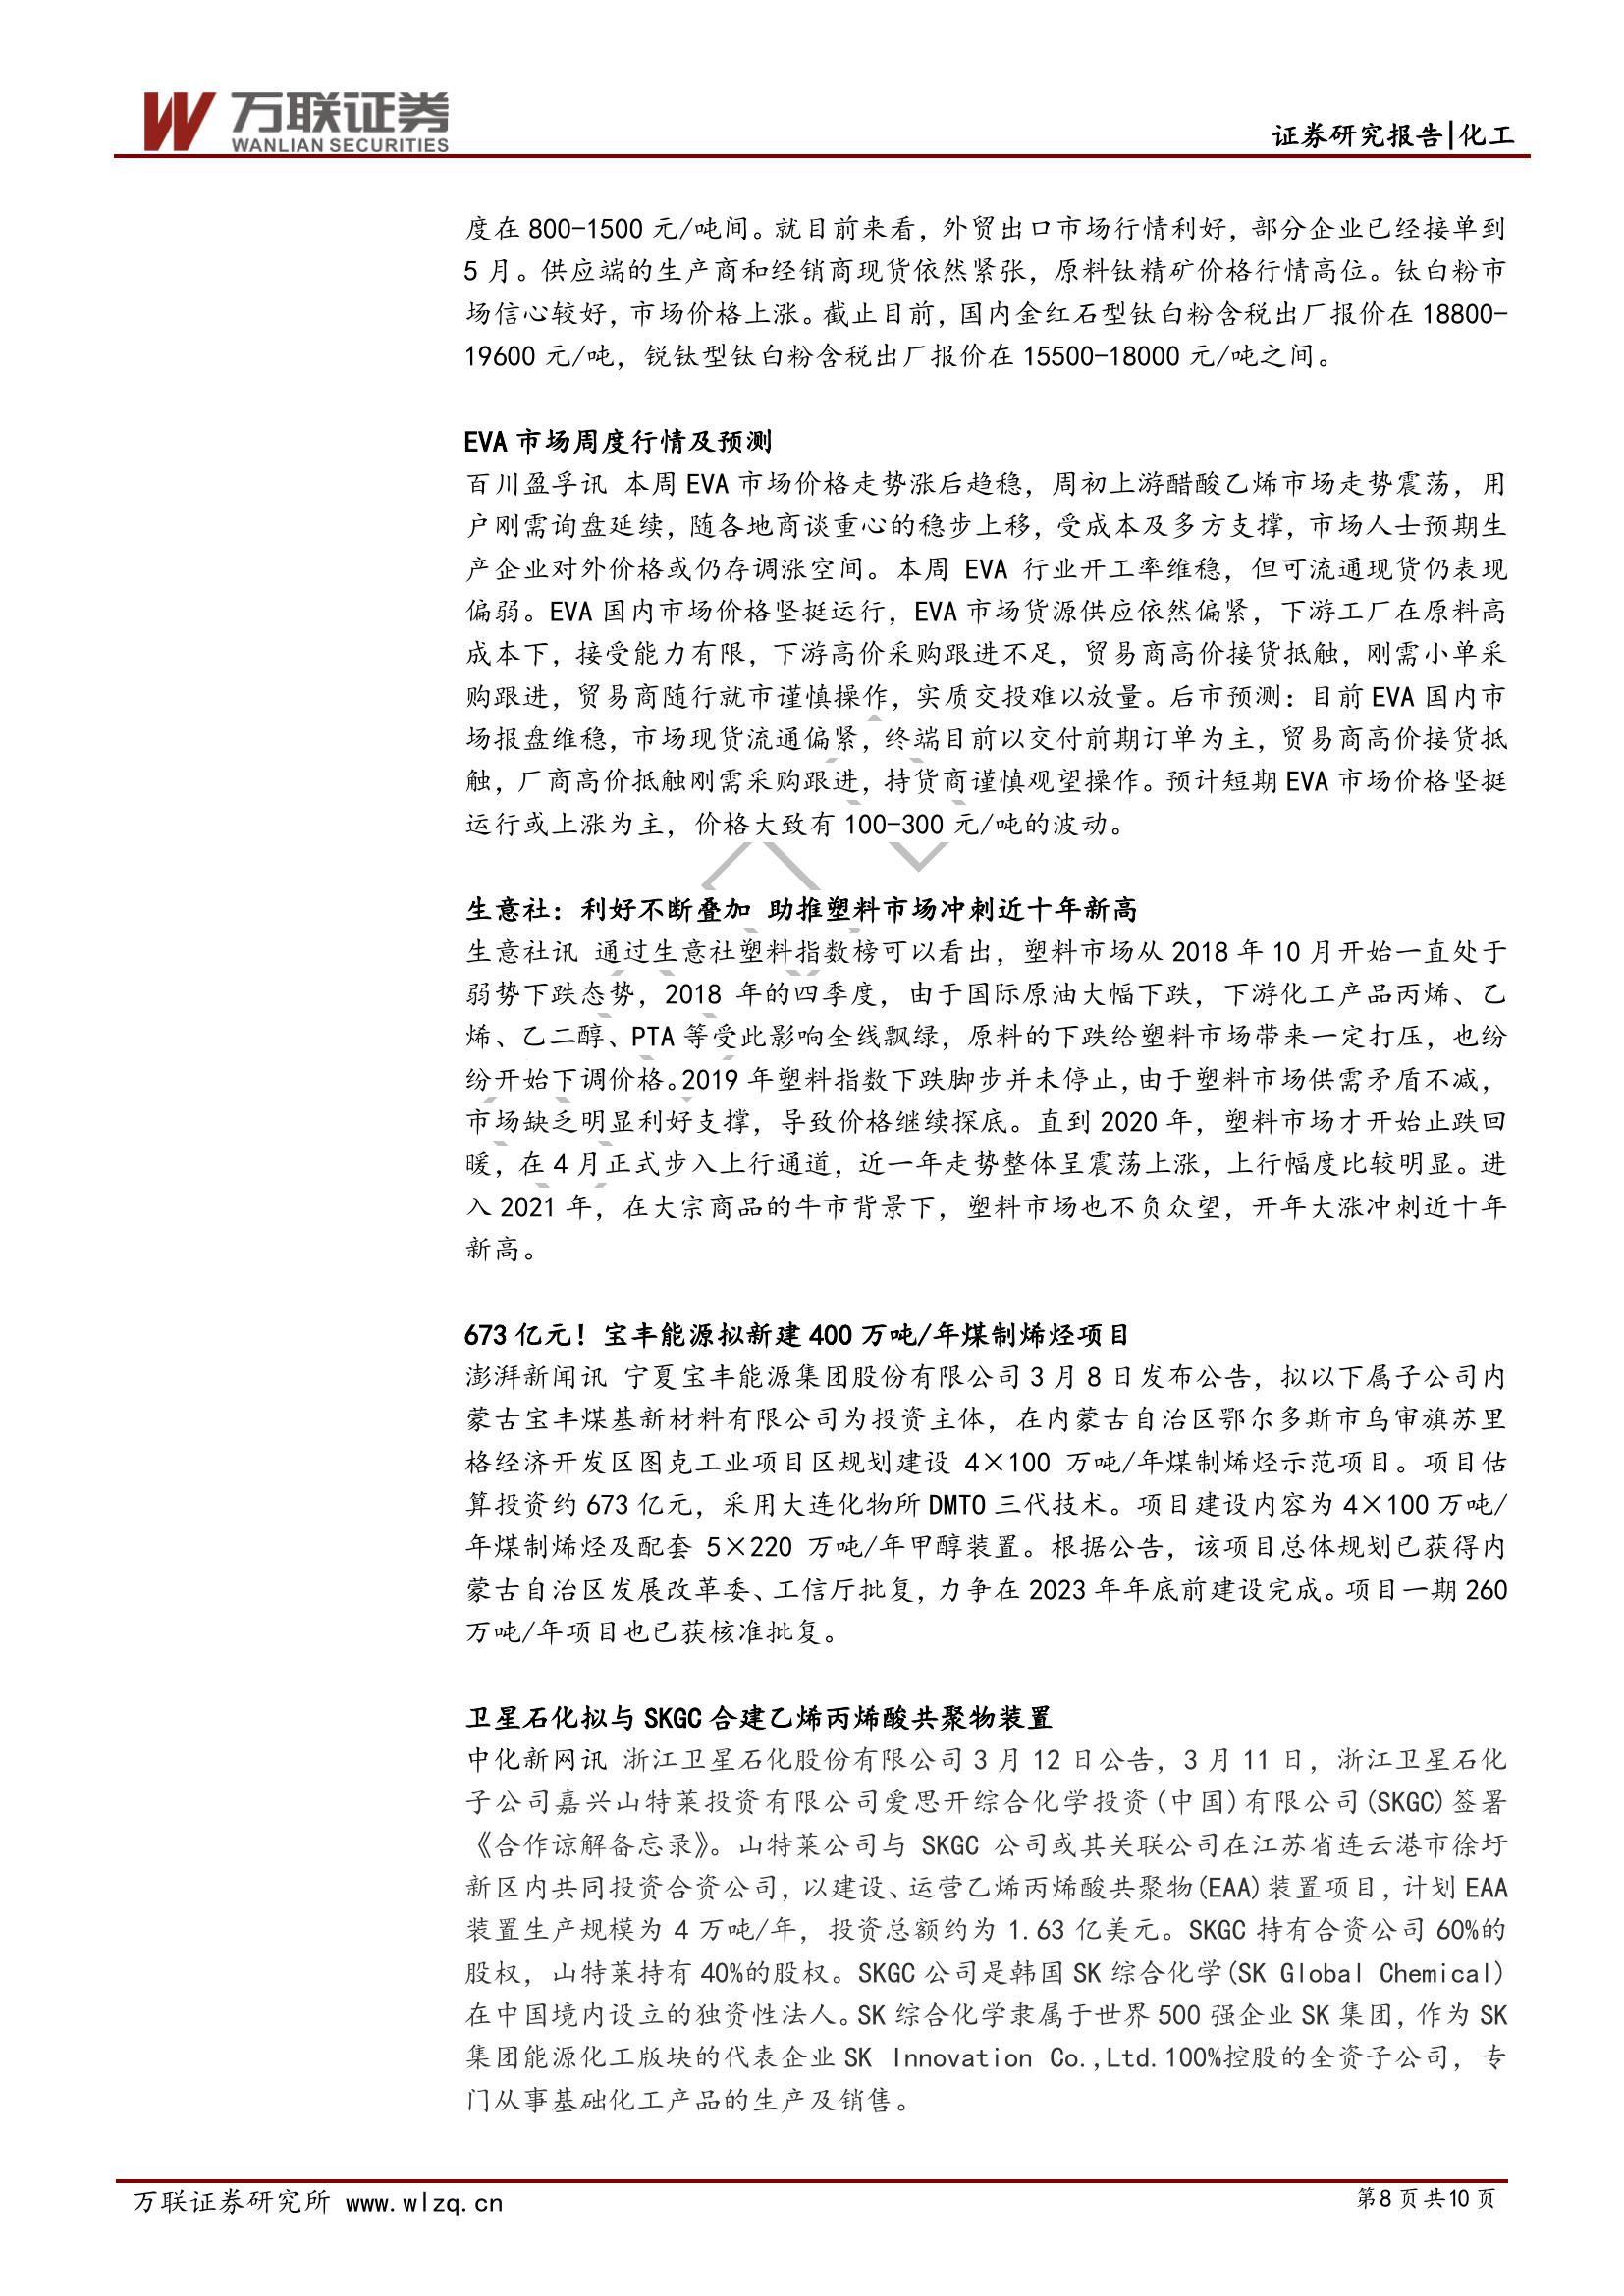 万联证券
WANLIAN SECURITIES
证券研究报告|化工
度在 800-1500 元/吨间。就目前来看，外贸出口市场行情利好，部分企业已经接单到
5 月。供应端的生产商和经销商现货依然紧张，原料钛精矿价格行情高位。钛白粉市
场信心较好，市场价格上涨。截止目前，国内金红石型钛白粉含税出厂报价在 18800-
19600 元/吨，锐钛型钛白粉含税出厂报价在 15500-18000 元/吨之间。
EVA 市场周度行情及预测
百川盈孚讯 本周 EVA 市场价格走势涨后趋稳，周初上游醋酸乙烯市场走势震荡，用
户刚需询盘延续，随各地商谈重心的稳步上移，受成本及多方支撑，市场人士预期生
产企业对外价格或仍存调涨空间。本周 EVA 行业开工率维稳，但可流通现货仍表现
偏弱。EVA 国内市场价格坚挺运行，EVA 市场货源供应依然偏紧，下游工厂在原料高
成本下，接受能力有限，下游高价采购跟进不足，贸易商高价接货抵触，刚需小单采
购跟进，贸易商随行就市谨慎操作，实质交投难以放量。后市预测：目前 EVA 国内市
场报盘维稳，市场现货流通偏紧，终端目前以交付前期订单为主，贸易商高价接货抵
触，厂商高价抵触刚需采购跟进，持货商谨慎观望操作。预计短期 EVA 市场价格坚挺
运行或上涨为主，价格大致有 100-300 元/吨的波动。
生意社：利好不断叠加 助推塑料市场冲刺近十年新高
生意社讯 通过生意社塑料指数榜可以看出，塑料市场从 2018 年 10 月开始一直处于
弱势下跌态势，2018 年的四季度，由于国际原油大幅下跌，下游化工产品丙烯、乙
烯、乙二醇、PTA 等受此影响全线飘绿，原料的下跌给塑料市场带来一定打压，也纷
纷开始下调价格。2019 年塑料指数下跌脚步并未停止，由于塑料市场供需矛盾不减，
市场缺乏明显利好支撑，导致价格继续探底。直到 2020 年，塑料市场才开始止跌回
暖，在 4 月正式步入上行通道，近一年走势整体呈震荡上涨，上行幅度比较明显。进
入 2021 年，在大宗商品的牛市背景下，塑料市场也不负众望，开年大涨冲刺近十年
新高。
673 亿元！宝丰能源拟新建 400 万吨/年煤制烯烃项目
澎湃新闻讯 宁夏宝丰能源集团股份有限公司 3 月 8 日发布公告，拟以下属子公司内
蒙古宝丰煤基新材料有限公司为投资主体，在内蒙古自治区鄂尔多斯市乌审旗苏里
格经济开发区图克工业项目区规划建设 4×100 万吨/年煤制烯烃示范项目。项目估
算投资约 673 亿元，采用大连化物所 DMTO 三代技术。项目建设内容为 4×100 万吨/
年煤制烯烃及配套 5×220 万吨/年甲醇装置。根据公告，该项目总体规划已获得内
蒙古自治区发展改革委、工信厅批复，力争在 2023 年年底前建设完成。项目一期 260
万吨/年项目也已获核准批复。
卫星石化拟与 SKGC 合建乙烯丙烯酸共聚物装置
中化新网讯 浙江卫星石化股份有限公司 3 月 12 日公告，3 月 11 日，浙江卫星石化
子公司嘉兴山特莱投资有限公司爱思开综合化学投资(中国)有限公司(SKGC)签署
《合作谅解备忘录》。山特莱公司与 SKGC 公司或其关联公司在江苏省连云港市徐圩
新区内共同投资合资公司，以建设、运营乙烯丙烯酸共聚物(EAA)装置项目，计划 EAA
装置生产规模为 4 万吨/年，投资总额约为 1.63 亿美元。SKGC 持有合资公司 60%的
股权，山特莱持有 40%的股权。SKGC 公司是韩国 SK 综合化学(SK Global Chemical)
在中国境内设立的独资性法人。SK 综合化学隶属于世界 500 强企业 SK 集团，作为 SK
集团能源化工版块的代表企业 SK Innovation Co.,Ltd.100%控股的全资子公司，专
门从事基础化工产品的生产及销售。
万联证券研究所 www.wlzq.cn
第 8 页 共 10 页